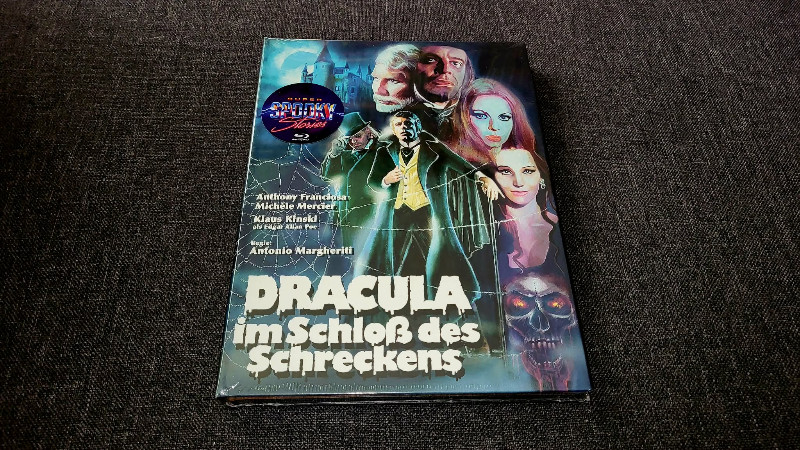 SUPER
SPOOKY
Stories
Anthony Franciosa
Michèle Mercier
Klaus Kinski
als Edgar Allan Poe
Regie:
Antonio Margheriti
DRACULA
im Schloß des
Schreckens